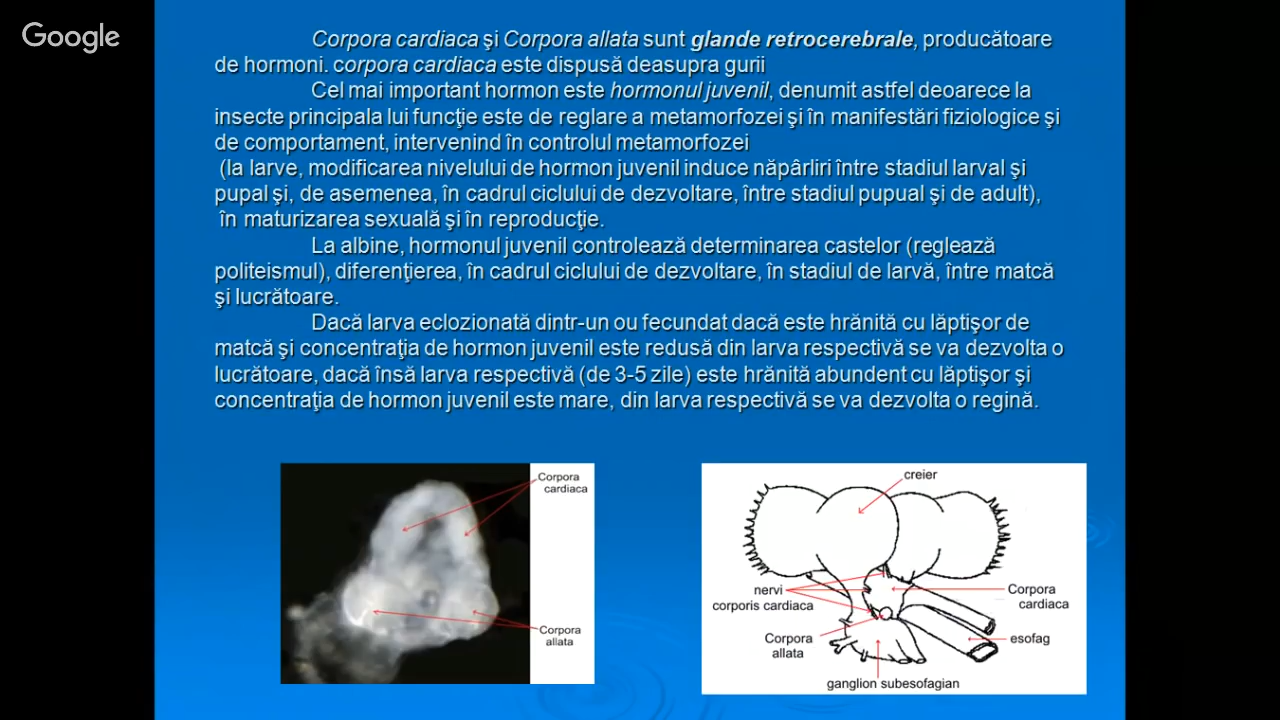 Google
Corpora cardiaca şi Corpora allata sunt glande retrocerebrale, producătoare
de hormoni. corpora cardiaca este dispusă deasupra gurii
Cel mai important hormon este hormonul juvenil, denumit astfel deoarece la
insecte principala lui funcţie este de reglare a metamorfozei şi în manifestări fiziologice şi
de comportament, intervenind în controlul metamorfozei
(la larve, modificarea nivelului de hormon juvenil induce năpârliri între stadiul larval şi
pupal şi, de asemenea, în cadrul ciclului de dezvoltare, între stadiul pupual şi de adult),
în maturizarea sexuală şi în reproducţie.
La albine, hormonul juvenil controlează determinarea castelor (reglează
politeismul), diferenţierea, în cadrul ciclului de dezvoltare, în stadiul de larvă, între matcă
şi lucrătoare.
Dacă larva eclozionată dintr-un ou fecundat dacă este hrănită cu lăptişor de
matcă şi concentraţia de hormon juvenil este redusă din larva respectivă se va dezvolta o
lucrătoare, dacă însă larva respectivă (de 3-5 zile) este hrănită abundent cu lăptişor şi
concentraţia de hormon juvenil este mare, din larva respectivă se va dezvolta o regină.
Corpora
cardiaca
Corpora
allata
creier
nervi
corporis cardiaca
Corpora
cardiaca
Corpora
allata
esofag
ganglion subesofagian